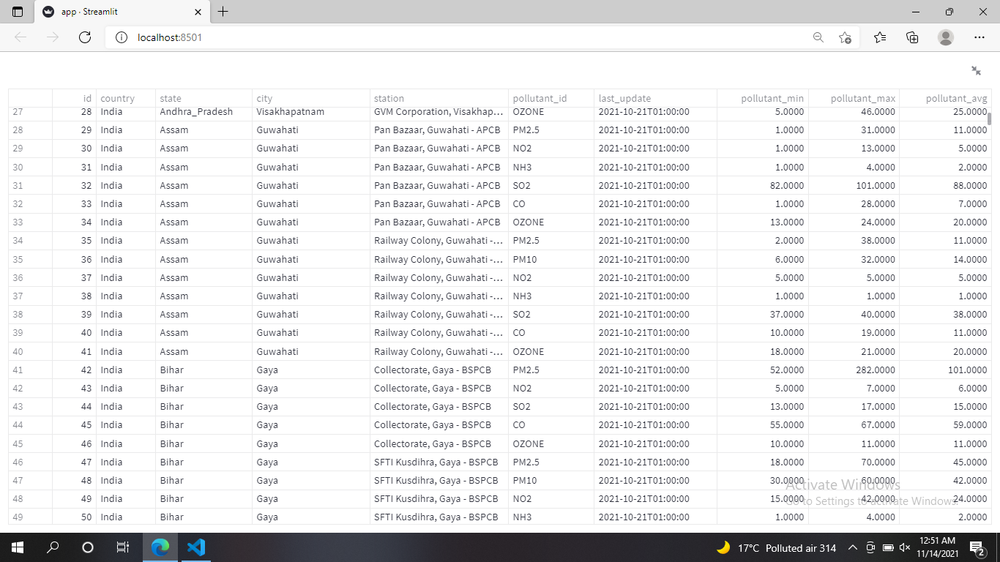 app · Streamlit
localhost:8501
id country state city station pollutant_id last_update pollutant_min pollutant_max pollutant_avg
27 28 India Andhra_Pradesh Visakhapatnam GVM Corporation, Visakhap... OZONE 2021-10-21T01:00:00 5.0000 46.0000 25.0000
28 29 India Assam Guwahati Pan Bazaar, Guwahati - APCB PM2.5 2021-10-21T01:00:00 1.0000 31.0000 11.0000
29 30 India Assam Guwahati Pan Bazaar, Guwahati - APCB NO2 2021-10-21T01:00:00 1.0000 13.0000 5.0000
30 31 India Assam Guwahati Pan Bazaar, Guwahati - APCB NH3 2021-10-21T01:00:00 1.0000 4.0000 2.0000
31 32 India Assam Guwahati Pan Bazaar, Guwahati - APCB SO2 2021-10-21T01:00:00 82.0000 101.0000 88.0000
32 33 India Assam Guwahati Pan Bazaar, Guwahati - APCB CO 2021-10-21T01:00:00 1.0000 28.0000 7.0000
33 34 India Assam Guwahati Pan Bazaar, Guwahati - APCB OZONE 2021-10-21T01:00:00 13.0000 24.0000 20.0000
34 35 India Assam Guwahati Railway Colony, Guwahati -... PM2.5 2021-10-21T01:00:00 2.0000 38.0000 11.0000
35 36 India Assam Guwahati Railway Colony, Guwahati -... PM10 2021-10-21T01:00:00 6.0000 32.0000 14.0000
36 37 India Assam Guwahati Railway Colony, Guwahati -... NO2 2021-10-21T01:00:00 5.0000 5.0000 5.0000
37 38 India Assam Guwahati Railway Colony, Guwahati -... NH3 2021-10-21T01:00:00 1.0000 1.0000 1.0000
38 39 India Assam Guwahati Railway Colony, Guwahati -... SO2 2021-10-21T01:00:00 37.0000 40.0000 38.0000
39 40 India Assam Guwahati Railway Colony, Guwahati -... CO 2021-10-21T01:00:00 10.0000 19.0000 11.0000
40 41 India Assam Guwahati Railway Colony, Guwahati -... OZONE 2021-10-21T01:00:00 18.0000 21.0000 20.0000
41 42 India Bihar Gaya Collectorate, Gaya - BSPCB PM2.5 2021-10-21T01:00:00 52.0000 282.0000 101.0000
42 43 India Bihar Gaya Collectorate, Gaya - BSPCB NO2 2021-10-21T01:00:00 5.0000 7.0000 6.0000
43 44 India Bihar Gaya Collectorate, Gaya - BSPCB SO2 2021-10-21T01:00:00 13.0000 17.0000 15.0000
44 45 India Bihar Gaya Collectorate, Gaya - BSPCB CO 2021-10-21T01:00:00 55.0000 67.0000 59.0000
45 46 India Bihar Gaya Collectorate, Gaya - BSPCB OZONE 2021-10-21T01:00:00 10.0000 11.0000 11.0000
46 47 India Bihar Gaya SFTI Kusdihra, Gaya - BSPCB PM2.5 2021-10-21T01:00:00 18.0000 70.0000 45.0000
47 48 India Bihar Gaya SFTI Kusdihra, Gaya - BSPCB PM10 2021-10-21T01:00:00 30.0000 60.0000 42.0000
Activate Windows
48 49 India Bihar Gaya SFTI Kusdihra, Gaya - BSPCB NO2 2021-10-21T01:00:00 15.0000 42.0000 24.0000
Go to Settings to activate Windows.
49 50 India Bihar Gaya SFTI Kusdihra, Gaya - BSPCB NH3 2021-10-21T01:00:00 1.0000 4.0000 2.0000
17°C Polluted air 314
12:51 AM
11/14/2021
2